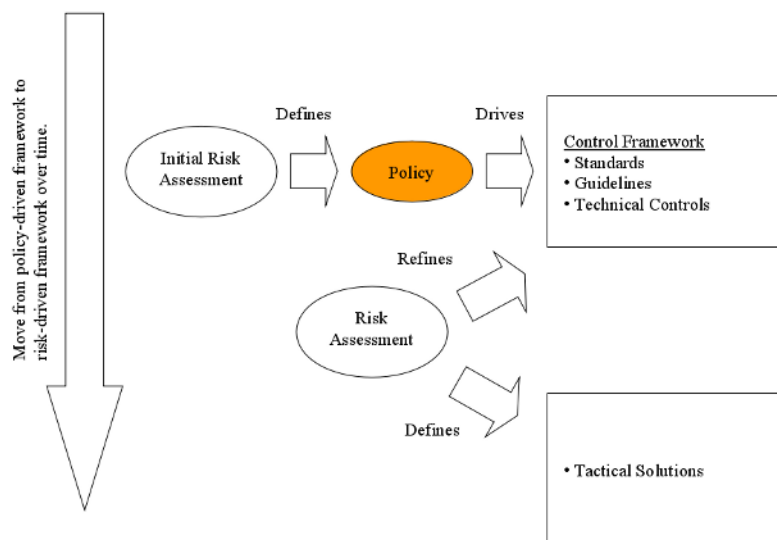 Move from policy-driven framework to
risk-driven framework over time.
Defines
Drives
Initial Risk
Assessment
Policy
Control Framework
• Standards
• Guidelines
• Technical Controls
Refines
Risk
Assessment
Defines
• Tactical Solutions